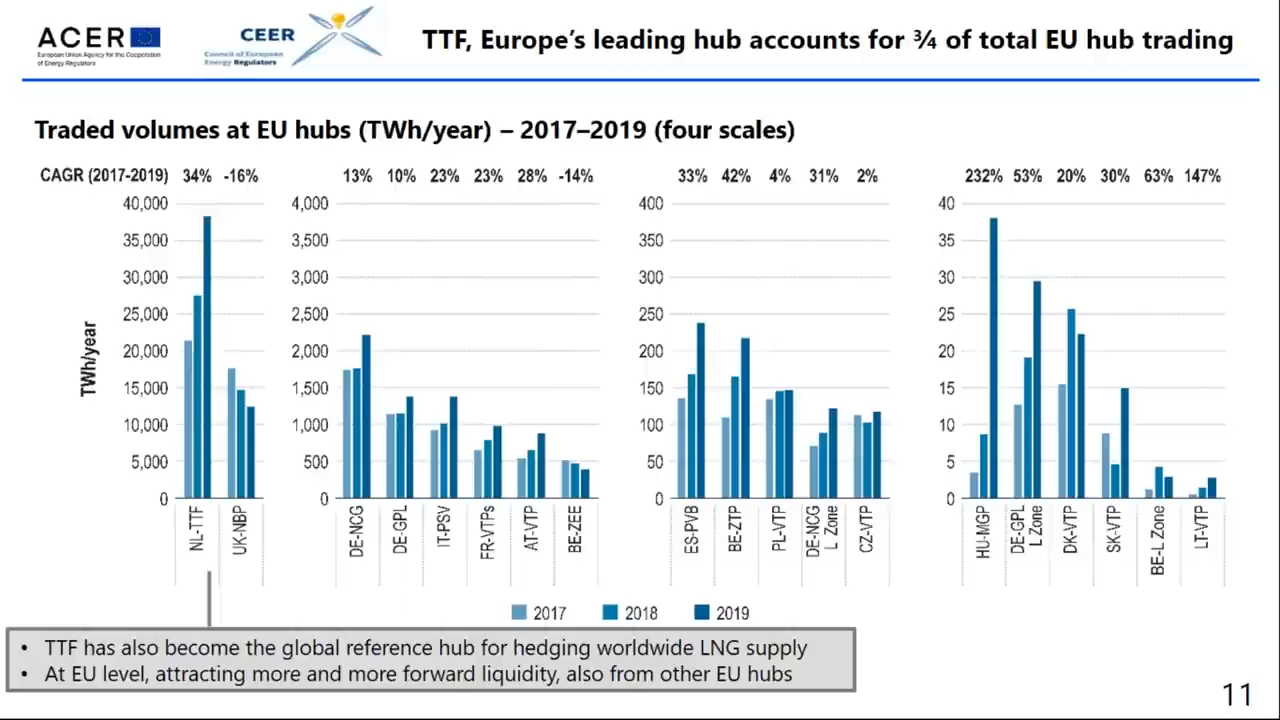 ACER
European Union Agency for the Cooperation
of Energy Regulators
CEER
Council of European
Energy Regulators
TTF, Europe’s leading hub accounts for ¾ of total EU hub trading
Traded volumes at EU hubs (TWh/year) – 2017–2019 (four scales)
CAGR (2017-2019) 34% -16% 13% 10% 23% 23% 28% -14% 33% 42% 4% 31% 2% 232% 53% 20% 30% 63% 147%
40,000 4,000 400 40
35,000 3,500 350 35
30,000 3,000 300 30
25,000 2,500 250 25
20,000 2,000 200 20
15,000 1,500 150 15
10,000 1,000 100 10
5,000 500 50 5
0 0 0 0
TWh/year
NL-TTF
UK-NBP
DE-NCG
DE-GPL
IT-PSV
FR-VTPs
AT-VTP
BE-ZEE
ES-PVB
BE-ZTP
PL-VTP
DE-NCG
L Zone
CZ-VTP
HU-MGP
DE-GPL
L Zone
DK-VTP
SK-VTP
BE-L Zone
LT-VTP
2017 2018 2019
• TTF has also become the global reference hub for hedging worldwide LNG supply
• At EU level, attracting more and more forward liquidity, also from other EU hubs
11